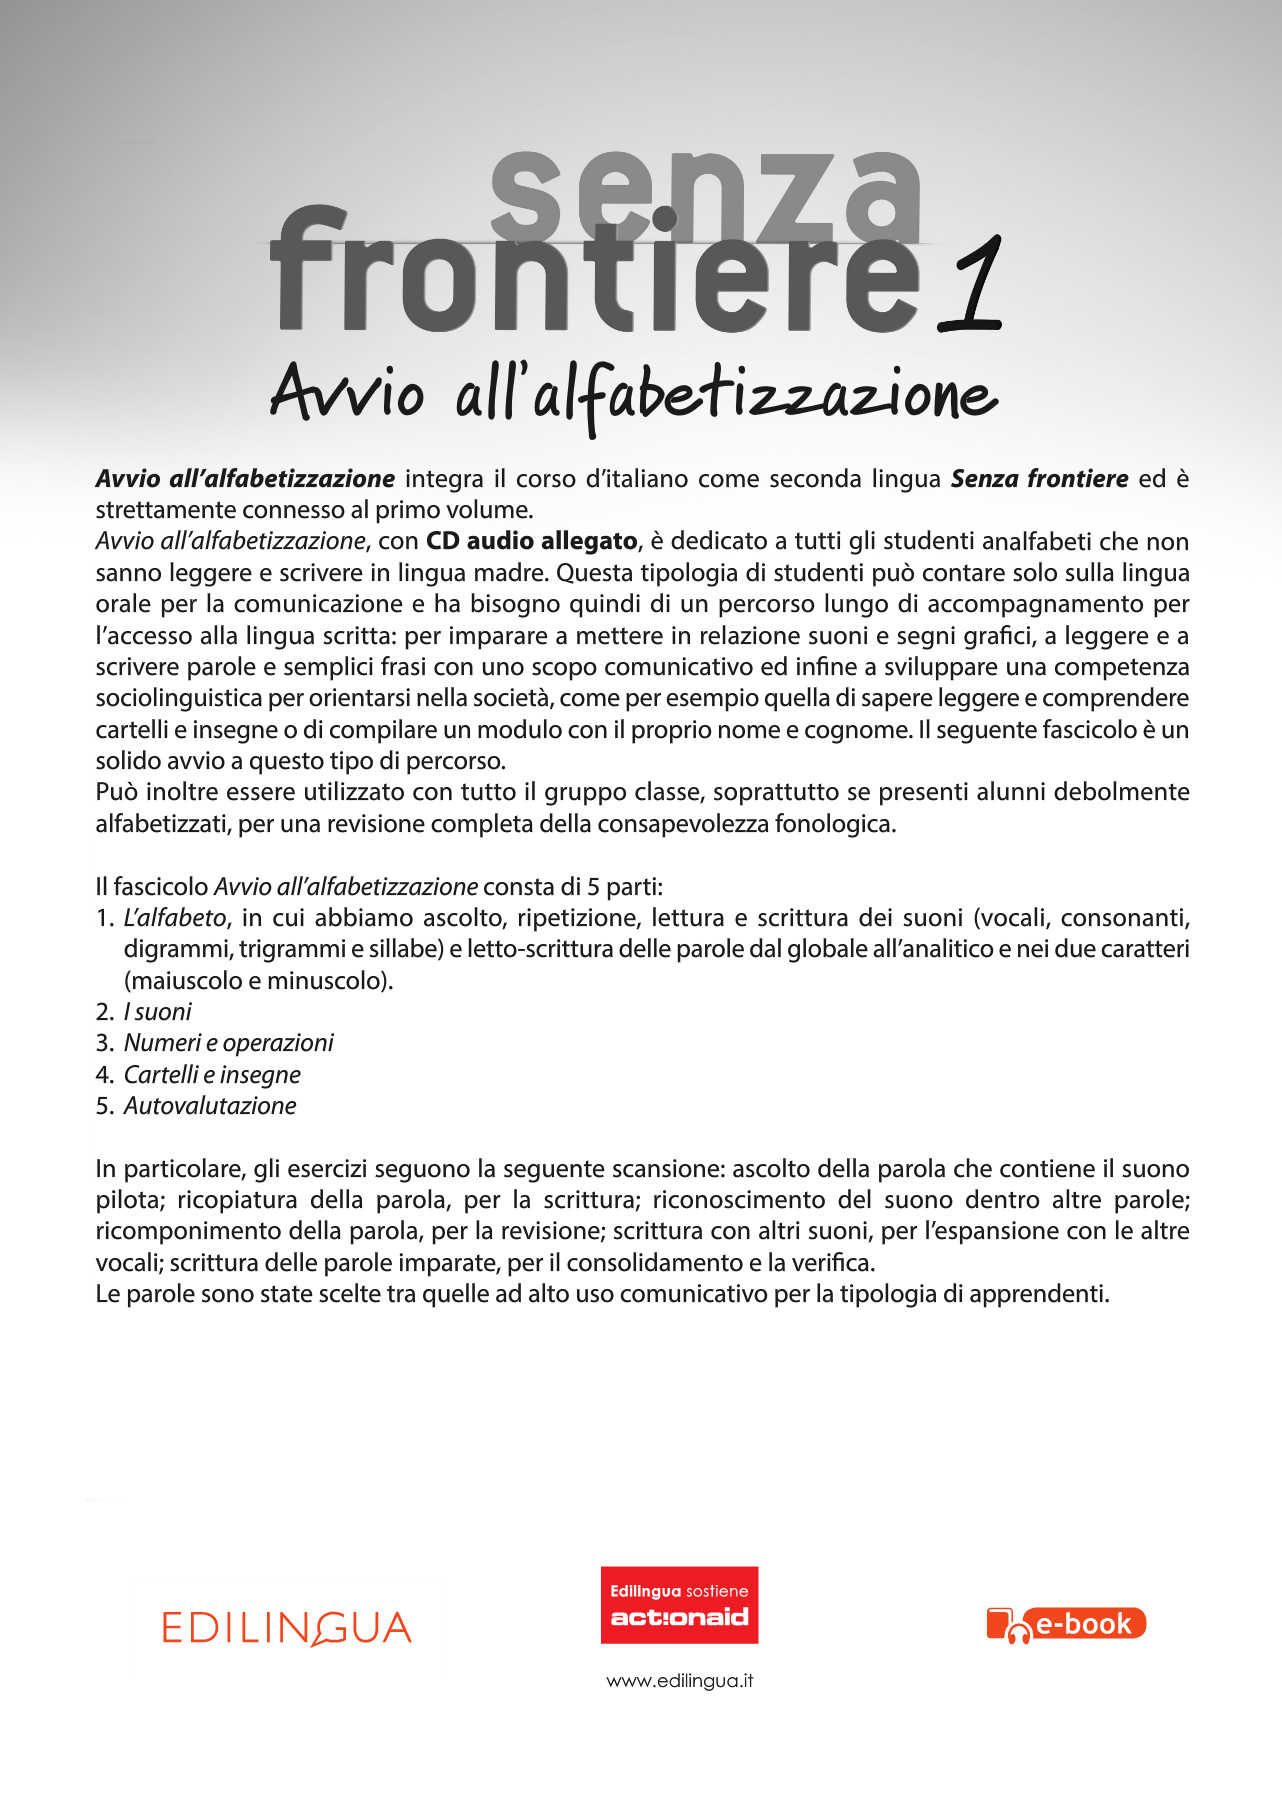 senza
frontiere 1
Avvio all'alfabetizzazione
Avvio all’alfabetizzazione integra il corso d’italiano come seconda lingua Senza frontiere ed è
strettamente connesso al primo volume.
Avvio all’alfabetizzazione, con CD audio allegato, è dedicato a tutti gli studenti analfabeti che non
sanno leggere e scrivere in lingua madre. Questa tipologia di studenti può contare solo sulla lingua
orale per la comunicazione e ha bisogno quindi di un percorso lungo di accompagnamento per
l’accesso alla lingua scritta: per imparare a mettere in relazione suoni e segni grafici, a leggere e a
scrivere parole e semplici frasi con uno scopo comunicativo ed infine a sviluppare una competenza
sociolinguistica per orientarsi nella società, come per esempio quella di sapere leggere e comprendere
cartelli e insegne o di compilare un modulo con il proprio nome e cognome. Il seguente fascicolo è un
solido avvio a questo tipo di percorso.
Può inoltre essere utilizzato con tutto il gruppo classe, soprattutto se presenti alunni debolmente
alfabetizzati, per una revisione completa della consapevolezza fonologica.
Il fascicolo Avvio all’alfabetizzazione consta di 5 parti:
1. L’alfabeto, in cui abbiamo ascolto, ripetizione, lettura e scrittura dei suoni (vocali, consonanti,
digrammi, trigrammi e sillabe) e letto-scrittura delle parole dal globale all’analitico e nei due caratteri
(maiuscolo e minuscolo).
2. I suoni
3. Numeri e operazioni
4. Cartelli e insegne
5. Autovalutazione
In particolare, gli esercizi seguono la seguente scansione: ascolto della parola che contiene il suono
pilota; ricopiatura della parola, per la scrittura; riconoscimento del suono dentro altre parole;
ricomponimento della parola, per la revisione; scrittura con altri suoni, per l’espansione con le altre
vocali; scrittura delle parole imparate, per il consolidamento e la verifica.
Le parole sono state scelte tra quelle ad alto uso comunicativo per la tipologia di apprendenti.
EDILINGUA
Edilingua sostiene
act!onaid
e-book
www.edilingua.it